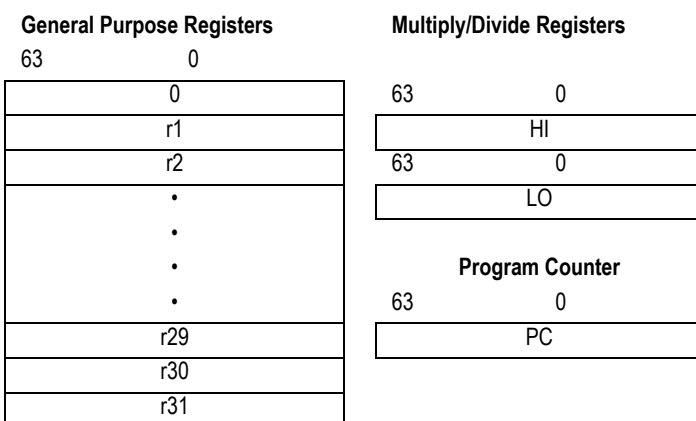 General Purpose Registers
63 0
0
r1
r2
•
•
•
•
r29
r30
r31
Multiply/Divide Registers
63 0
HI
63 0
LO
Program Counter
63 0
PC